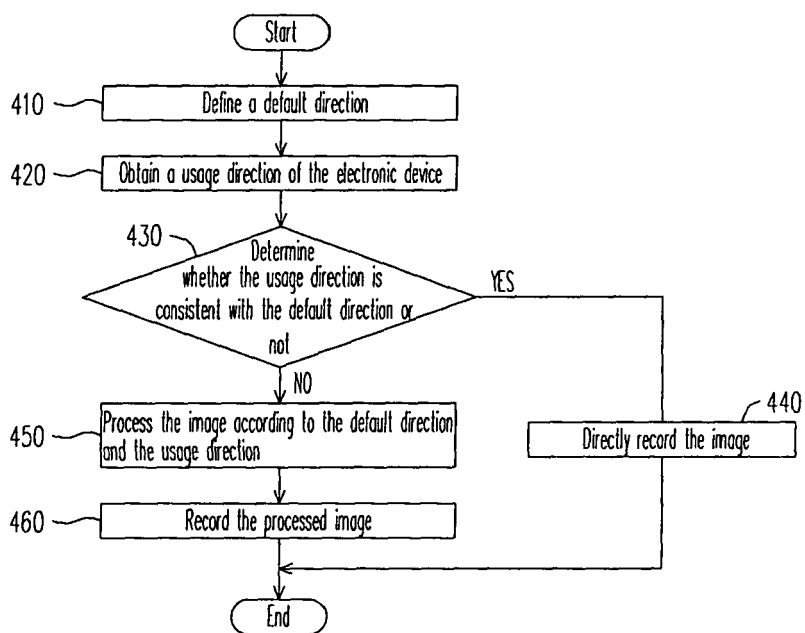 Start
410
Define a default direction
420
Obtain a usage direction of the electronic device
430
Determine
whether the usage direction is
consistent with the default direction or
not
YES
NO
440
Directly record the image
450
Process the image according to the default direction
and the usage direction
460
Record the processed image
End